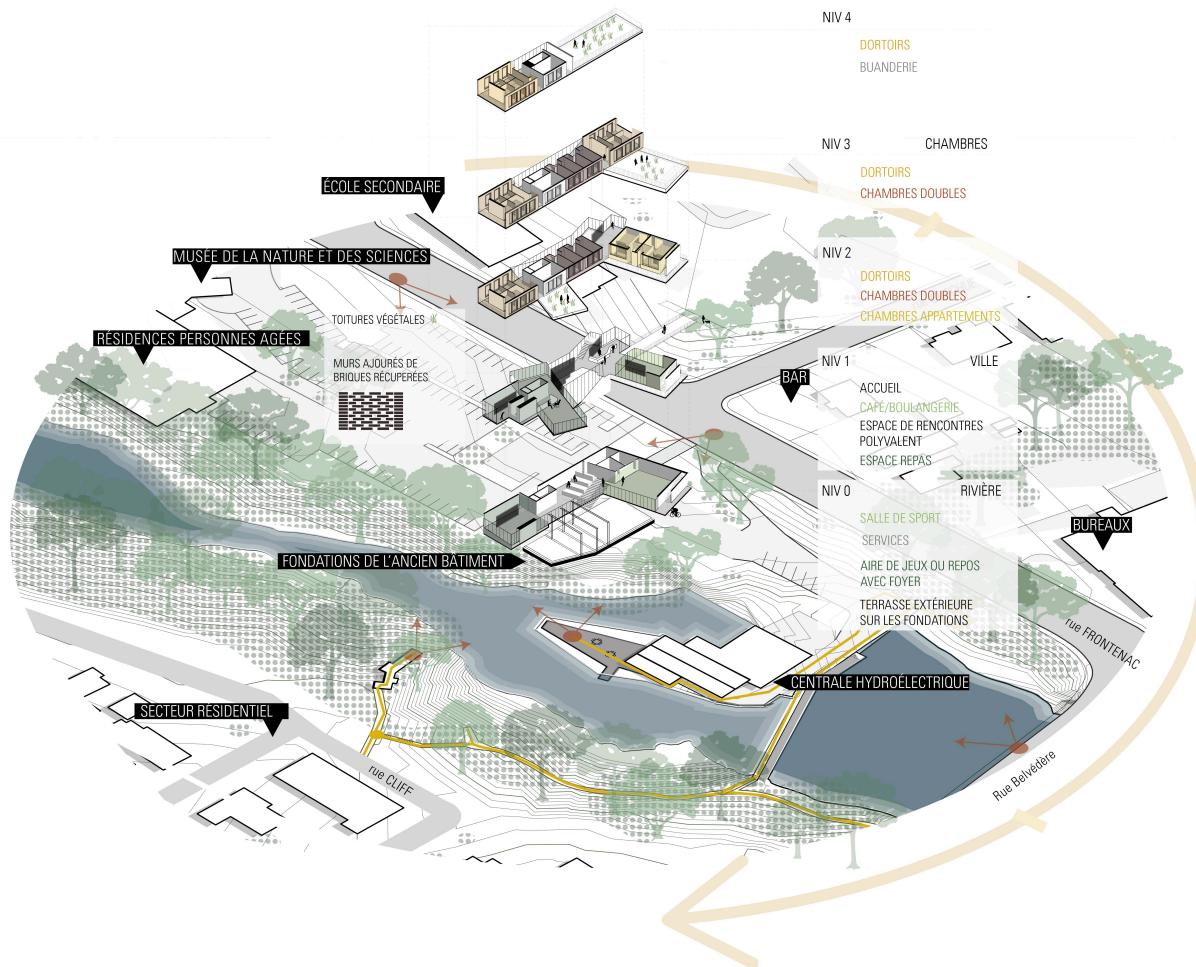 NIV 4
DORTOIRS
BUANDERIE
NIV 3 CHAMBRES
DORTOIRS
CHAMBRES DOUBLES
ÉCOLE SECONDAIRE
MUSÉE DE LA NATURE ET DES SCIENCES
NIV 2
DORTOIRS
CHAMBRES DOUBLES
CHAMBRES APPARTEMENTS
TOITURES VÉGÉTALES
RÉSIDENCES PERSONNES AGÉES
MURS AJOURÉS DE
BRIQUES RÉCUPERÉES
BAR
NIV 1 VILLE
ACCUEIL
CAFÉ/BOULANGERIE
ESPACE DE RENCONTRES
POLYVALENT
ESPACE REPAS
NIV 0 RIVIÈRE
SALLE DE SPORT
SERVICES
AIRE DE JEUX OU REPOS
AVEC FOYER
TERRASSE EXTÉRIEURE
SUR LES FONDATIONS
BUREAUX
FONDATIONS DE L'ANCIEN BÂTIMENT
rue FRONTENAC
CENTRALE HYDROÉLECTRIQUE
SECTEUR RÉSIDENTIEL
rue CLIFF
Rue Belvédère